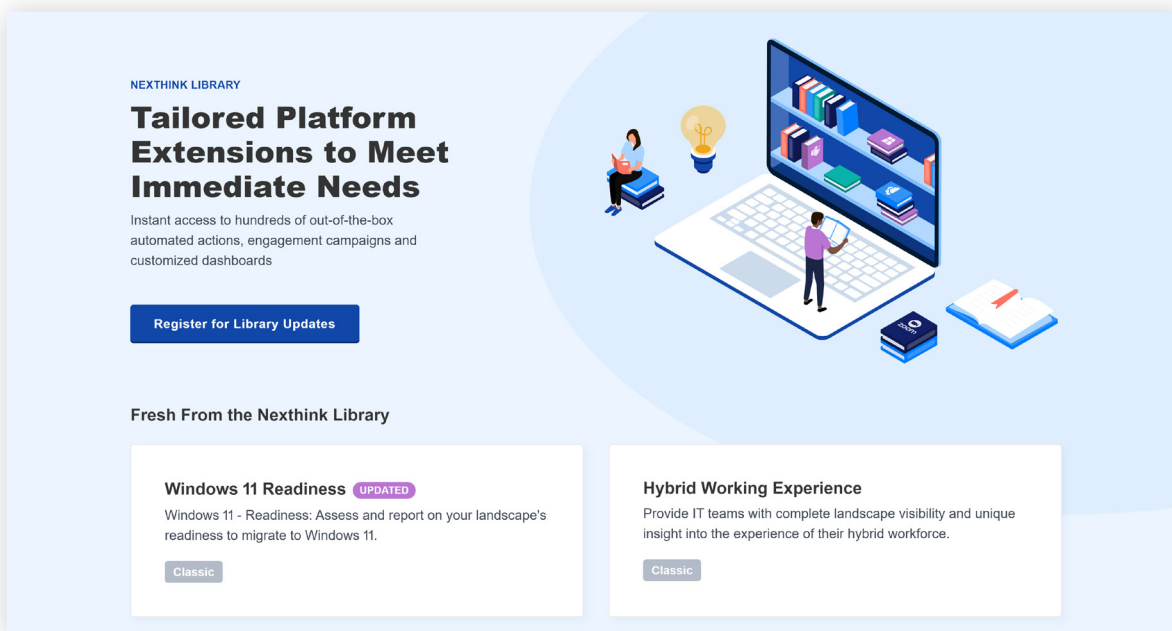 NEXTHINK LIBRARY
Tailored Platform
Extensions to Meet
Immediate Needs
Instant access to hundreds of out-of-the-box
automated actions, engagement campaigns and
customized dashboards
Register for Library Updates
zoom
Fresh From the Nexthink Library
Windows 11 Readiness UPDATED
Windows 11 - Readiness: Assess and report on your landscape's
readiness to migrate to Windows 11.
Classic
Hybrid Working Experience
Provide IT teams with complete landscape visibility and unique
insight into the experience of their hybrid workforce.
Classic